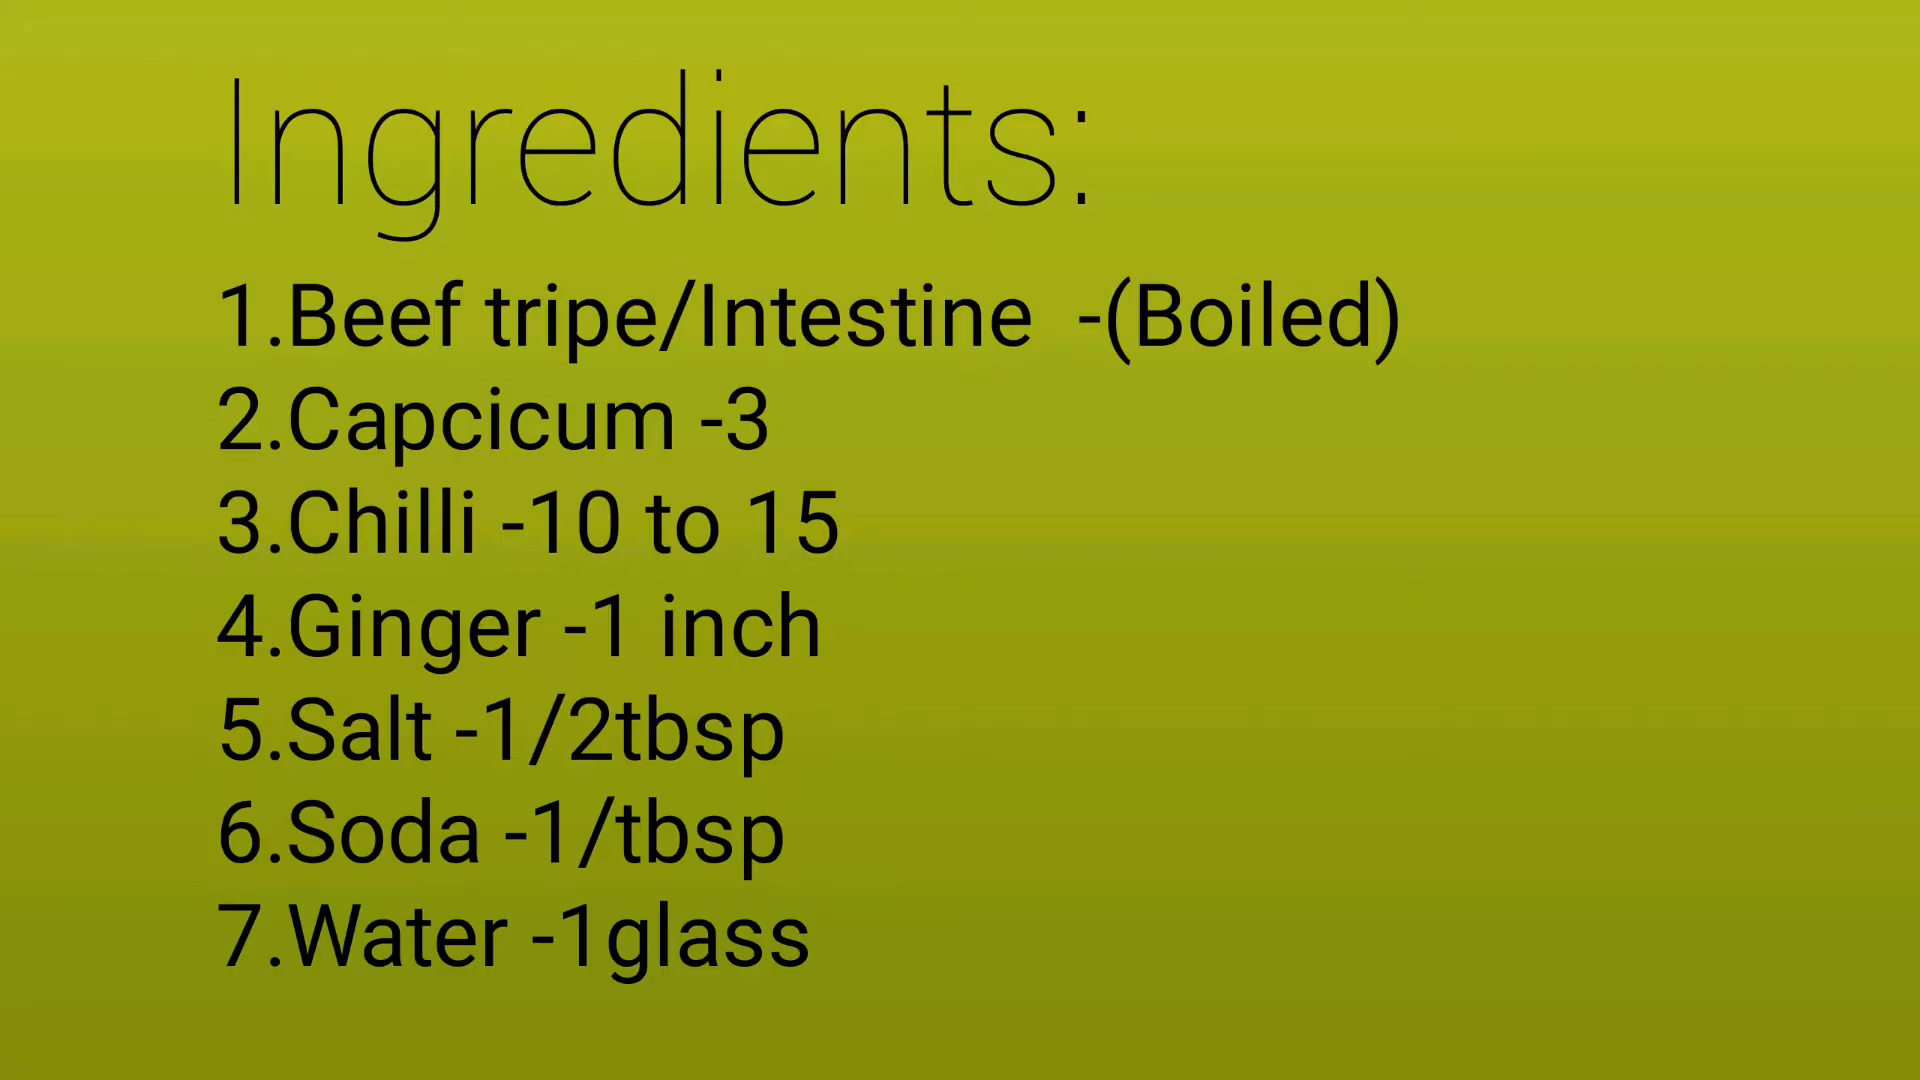 Ingredients:
1.Beef tripe/Intestine  -(Boiled)
2.Capcicum -3
3.Chilli -10 to 15
4.Ginger -1 inch
5.Salt -1/2tbsp
6.Soda -1/tbsp
7.Water -1glass